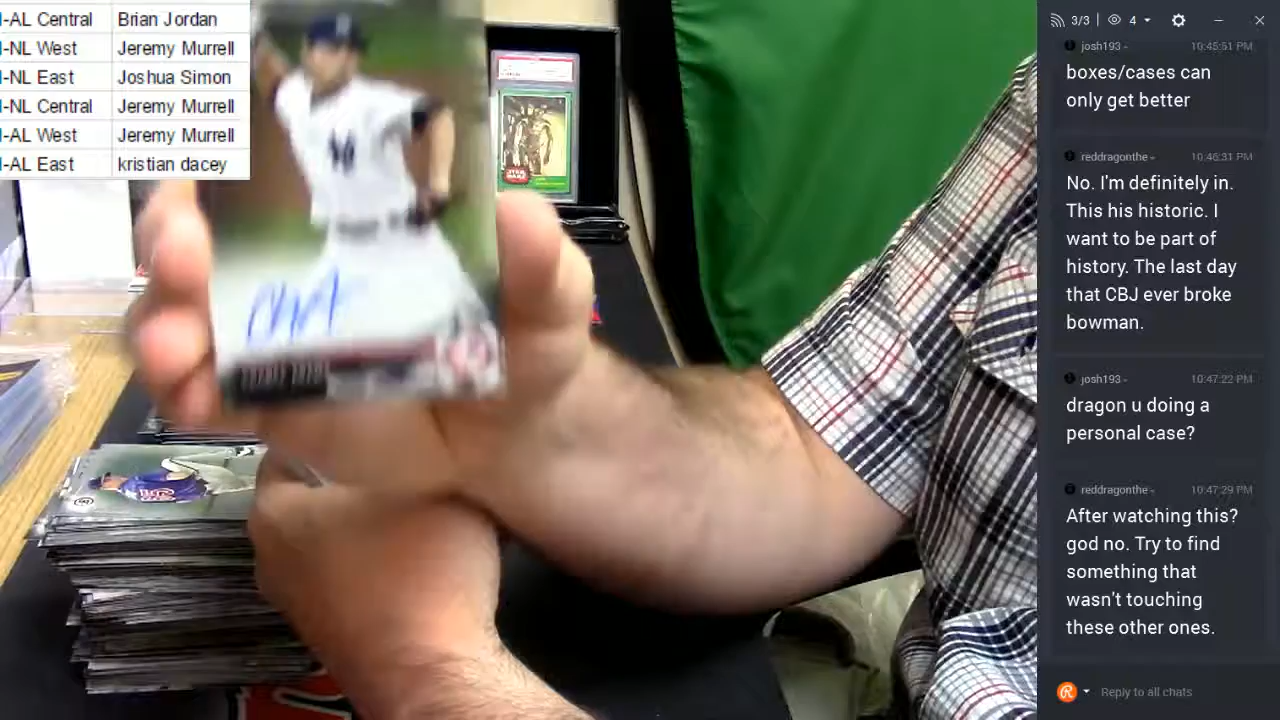 -AL Central Brian Jordan
-NL West Jeremy Murrell
-NL East Joshua Simon
-NL Central Jeremy Murrell
-AL West Jeremy Murrell
-AL East kristian dacey
STAR WARS
3/3 4
josh193 - 10:45:51 PM
boxes/cases can
only get better
reddragonthe - 10:46:31 PM
No. I'm definitely in.
This his historic. I
want to be part of
history. The last day
that CBJ ever broke
bowman.
josh193 - 10:47:22 PM
dragon u doing a
personal case?
reddragonthe - 10:47:29 PM
After watching this?
god no. Try to find
something that
wasn't touching
these other ones.
Reply to all chats